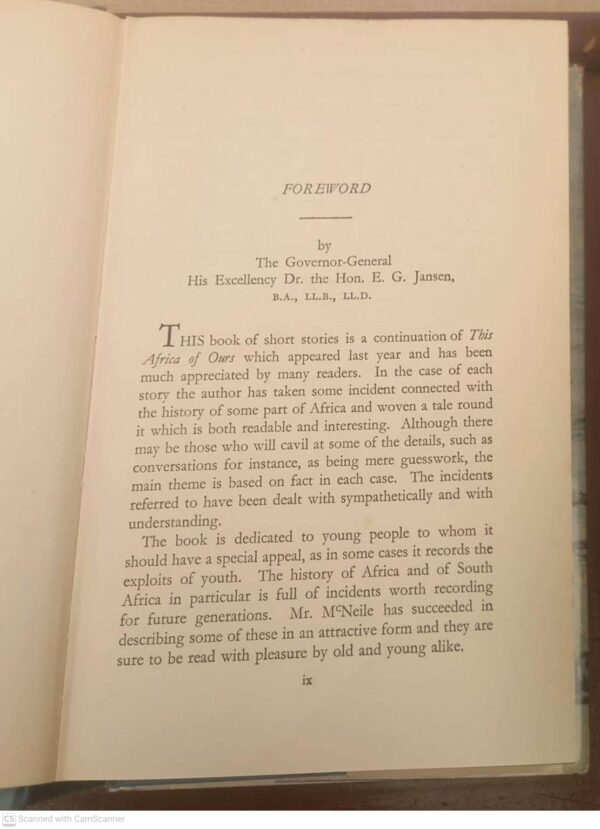 FOREWORD
by
The Governor-General
His Excellency Dr. the Hon. E. G. Jansen,
B.A., LL.B., LL.D.
THIS book of short stories is a continuation of This
Africa of Ours which appeared last year and has been
much appreciated by many readers. In the case of each
story the author has taken some incident connected with
the history of some part of Africa and woven a tale round
it which is both readable and interesting. Although there
may be those who will cavil at some of the details, such as
conversations for instance, as being mere guesswork, the
main theme is based on fact in each case. The incidents
referred to have been dealt with sympathetically and with
understanding.
The book is dedicated to young people to whom it
should have a special appeal, as in some cases it records the
exploits of youth. The history of Africa and of South
Africa in particular is full of incidents worth recording
for future generations. Mr. McNeile has succeeded in
describing some of these in an attractive form and they are
sure to be read with pleasure by old and young alike.
ix
CS Scanned with CamScanner